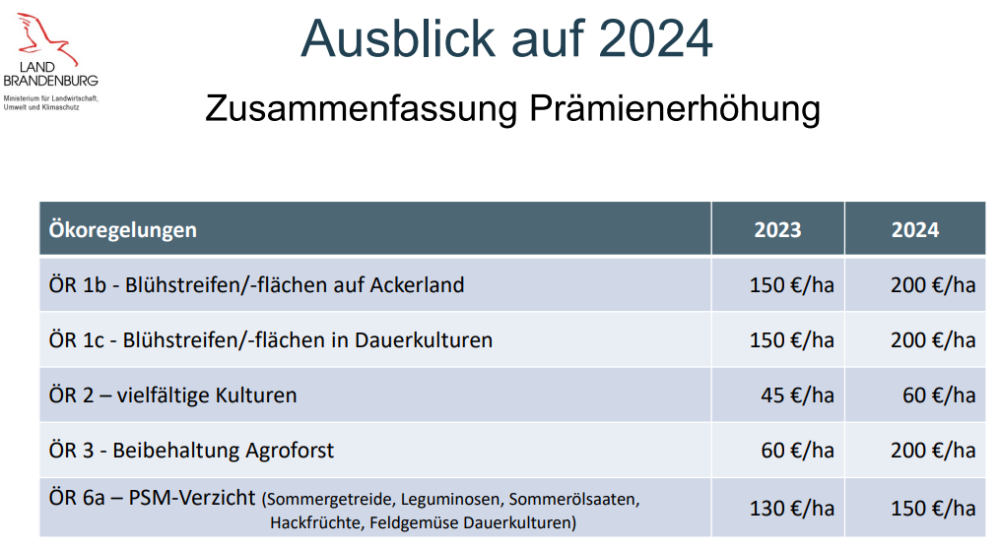 LAND
BRANDENBURG
Ministerium für Landwirtschaft,
Umwelt und Klimaschutz
Ausblick auf 2024
Zusammenfassung Prämienerhöhung
Ökoregelungen 2023 2024
ÖR 1b - Blühstreifen/-flächen auf Ackerland 150 €/ha 200 €/ha
ÖR 1c - Blühstreifen/-flächen in Dauerkulturen 150 €/ha 200 €/ha
ÖR 2 – vielfältige Kulturen 45 €/ha 60 €/ha
ÖR 3 - Beibehaltung Agroforst 60 €/ha 200 €/ha
ÖR 6a – PSM-Verzicht (Sommergetreide, Leguminosen, Sommerölsaaten,
Hackfrüchte, Feldgemüse Dauerkulturen) 130 €/ha 150 €/ha